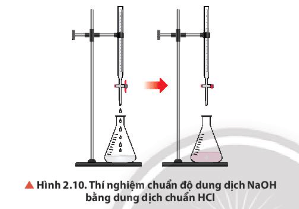 ▲ Hình 2.10. Thí nghiệm chuẩn độ dung dịch NaOH
bằng dung dịch chuẩn HCl